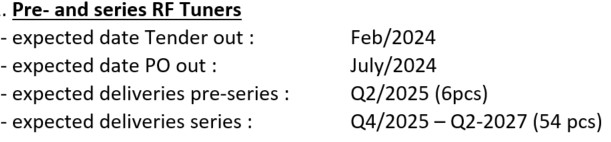 . Pre- and series RF Tuners
- expected date Tender out : Feb/2024
- expected date PO out : July/2024
- expected deliveries pre-series : Q2/2025 (6pcs)
- expected deliveries series : Q4/2025 – Q2-2027 (54 pcs)